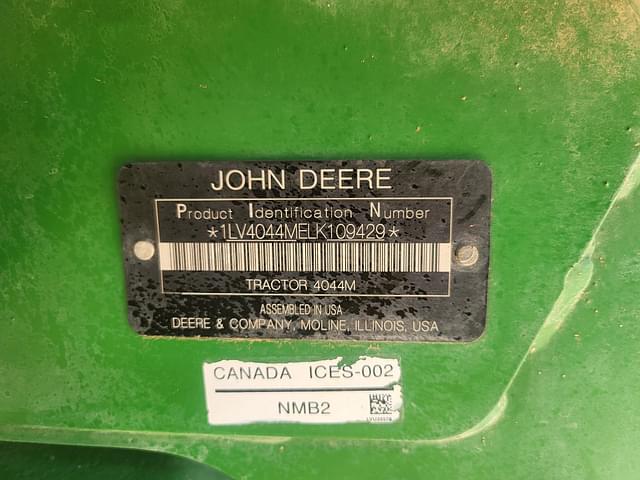 JOHN DEERE
Product Identification Number
*1LV4044MELK109429*
TRACTOR 4044M
ASSEMBLED IN USA
DEERE & COMPANY, MOLINE, ILLINOIS, USA
CANADA ICES-002
NMB2